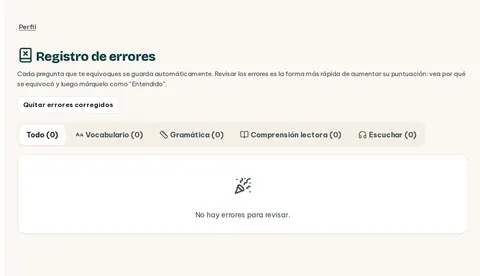 Perfil
Registro de errores
Cada pregunta que te equivoques se guarda automáticamente. Revisar los errores es la forma más rápida de aumentar su puntuación: vea por qué
se equivocó y luego márquelo como "Entendido".
Quitar errores corregidos
Todo (0) Aa Vocabulario (0) Gramática (0) Comprensión lectora (0) Escuchar (0)
No hay errores para revisar.